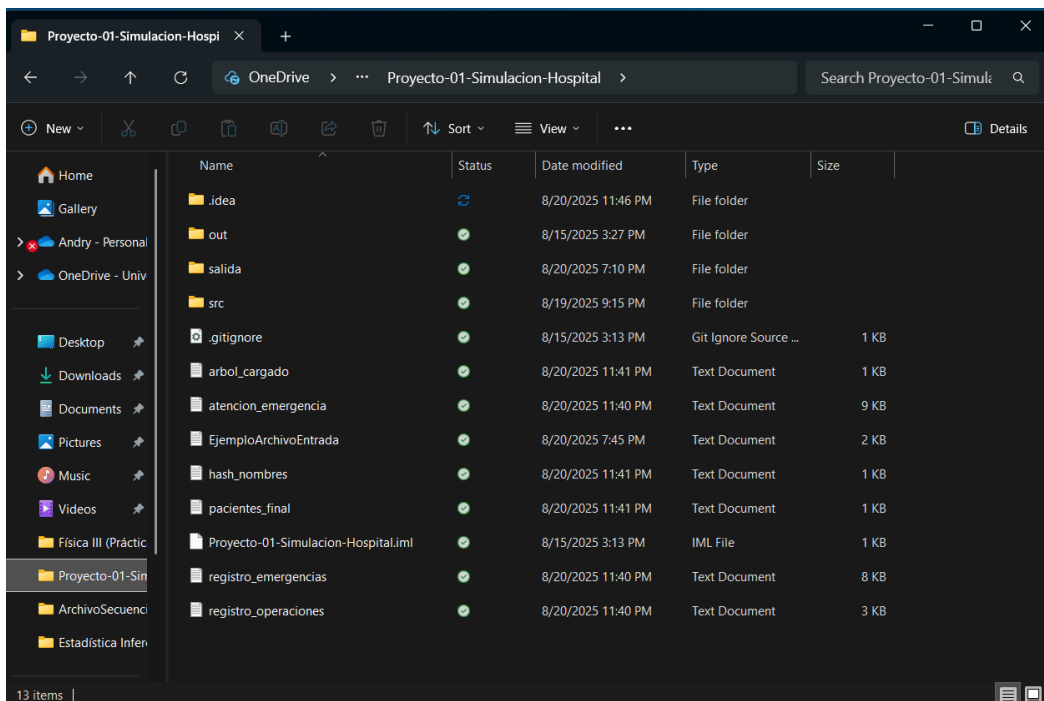 Proyecto-01-Simulacion-Hospi
OneDrive > ... Proyecto-01-Simulacion-Hospital >
Search Proyecto-01-Simula
New
Sort
View
...
Details
Home
Gallery
Andry - Personal
OneDrive - Unive
Desktop
Downloads
Documents
Pictures
Music
Videos
Física III (Práctic
Proyecto-01-Sim
ArchivoSecuenci
Estadística Infere
Name Status Date modified Type Size
.idea 8/20/2025 11:46 PM File folder
out 8/15/2025 3:27 PM File folder
salida 8/20/2025 7:10 PM File folder
src 8/19/2025 9:15 PM File folder
.gitignore 8/15/2025 3:13 PM Git Ignore Source ... 1 KB
arbol_cargado 8/20/2025 11:41 PM Text Document 1 KB
atencion_emergencia 8/20/2025 11:40 PM Text Document 9 KB
EjemploArchivoEntrada 8/20/2025 7:45 PM Text Document 2 KB
hash_nombres 8/20/2025 11:41 PM Text Document 1 KB
pacientes_final 8/20/2025 11:41 PM Text Document 1 KB
Proyecto-01-Simulacion-Hospital.iml 8/15/2025 3:13 PM IML File 1 KB
registro_emergencias 8/20/2025 11:40 PM Text Document 8 KB
registro_operaciones 8/20/2025 11:40 PM Text Document 3 KB
13 items